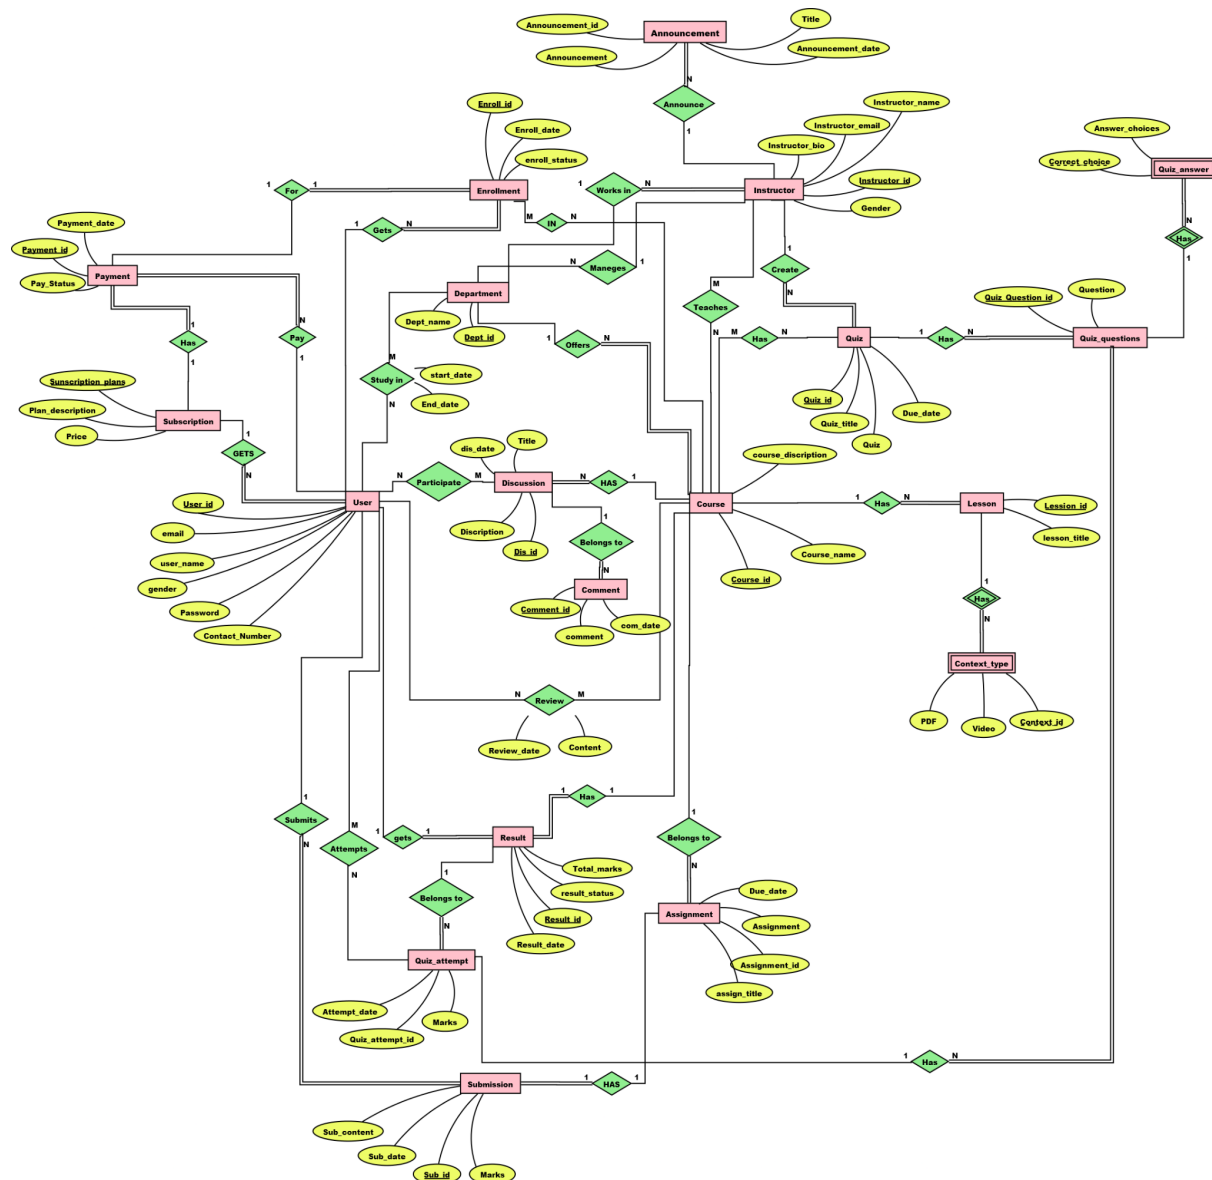 Title
Announcement_id
Announcement
Announcement_date
Announcement
N
Announce
1
Enroll_id
Enroll_date
enroll_status
Enrollment
Instructor_name
Instructor_email
Instructor_bio
Instructor_id
Gender
Instructor
Answer_choices
Correct_choice
Quiz_answer
N
Has
1
1
For
1
1
Works in
N
1
Gets
N
M
IN
N
Payment_date
Payment_id
Pay_Status
Payment
N
Maneges
1
1
Create
N
Department
Dept_name
Dept_id
M
Teaches
N
Quiz_Question_id
Question
Quiz_questions
1
Has
1
N
Pay
1
1
Offers
N
M
Has
N
Quiz
1
Has
N
M
Study in
N
start_date
End_date
Quiz_id
Quiz_title
Quiz
Due_date
Sunscription_plans
Plan_description
Price
Subscription
1
GETS
N
dis_date
Title
course_discription
N
Participate
M
Discussion
N
HAS
1
User
Course
1
Has
N
Lesson
Lession_id
lesson_title
User_id
email
user_name
gender
Password
Contact_Number
Discription
Dis_id
1
Belongs to
N
Course_name
Course_id
Comment
Comment_id
comment
com_date
1
Has
N
Context_type
PDF
Video
Context_id
N
Review
M
Review_date
Content
1
Has
1
1
Submits
N
M
Attempts
N
1
gets
1
Result
1
Belongs to
N
Total_marks
result_status
Result_id
Result_date
1
Belongs to
N
Due_date
Assignment
Assignment
Assignment_id
assign_title
Quiz_attempt
Attempt_date
Quiz_attempt_id
Marks
1
Has
N
Submission
1
HAS
1
Sub_content
Sub_date
Sub_id
Marks